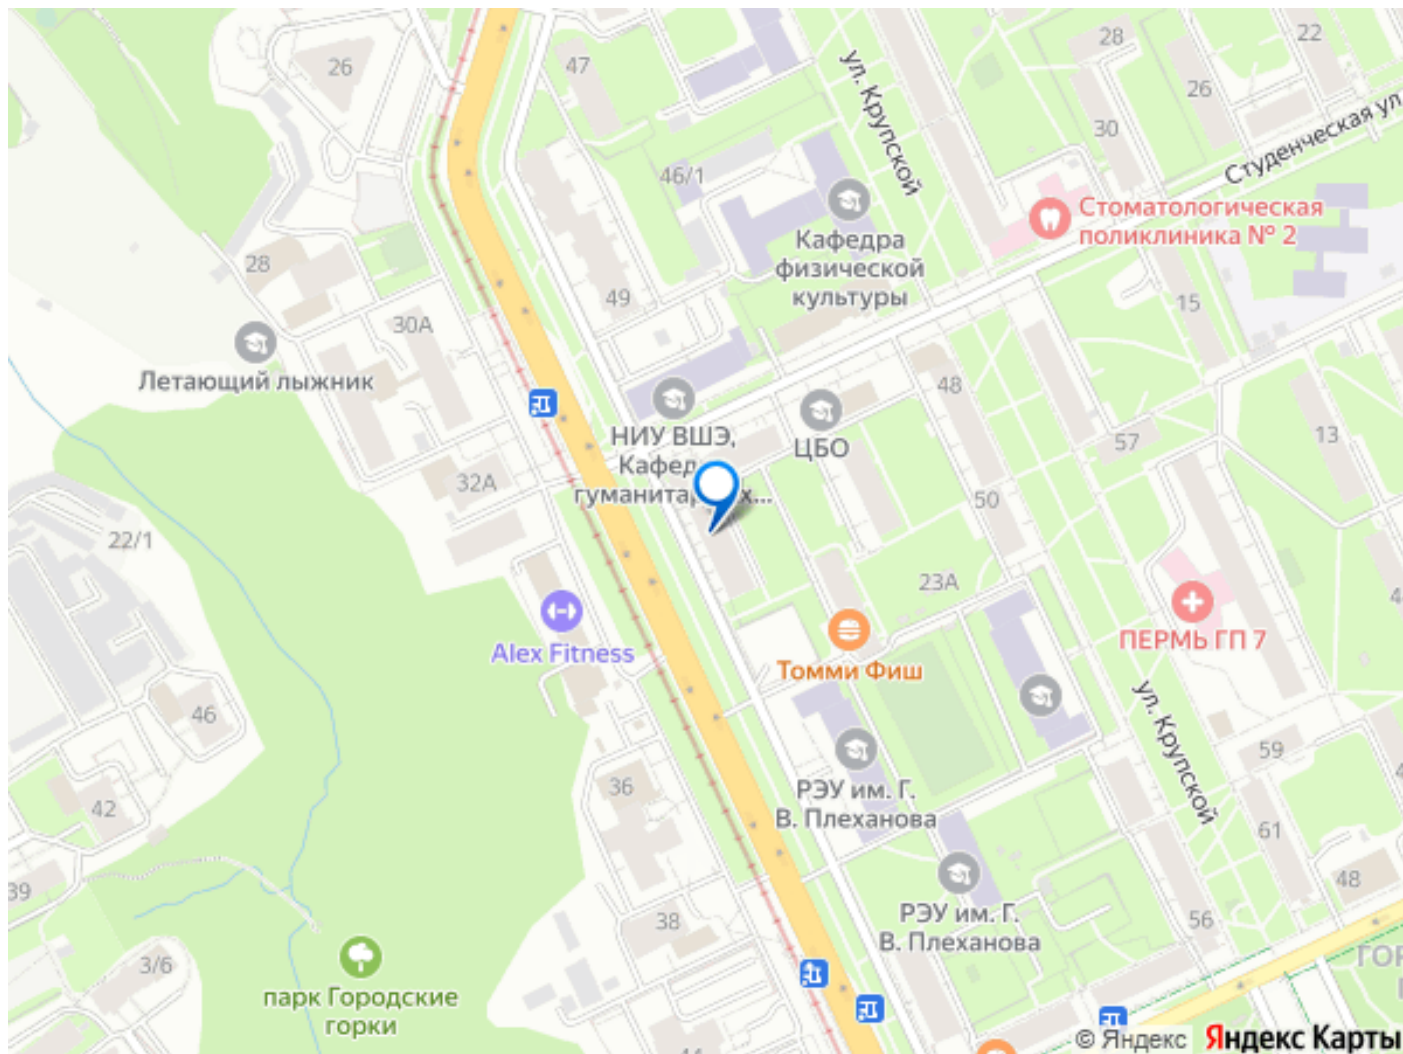 26
47
28
22
26
30
ул. Крупской
Студенческая ул.
46/1
Стоматологическая
поликлиника № 2
Кафедра
физической
культуры
28
49
15
30А
Летающий лыжник
48
НИУ ВШЭ,
Кафед
гуманита х...
ЦБО
57
13
32А
50
22/1
23А
Alex Fitness
Томми Фиш
ПЕРМЬ ГП 7
46
ул. Крупской
59
36
42
РЭУ им. Г.
В. Плеханова
61
39
48
38
РЭУ им. Г.
В. Плеханова
56
3/6
парк Городские
горки
44
© Яндекс
Яндекс Карты